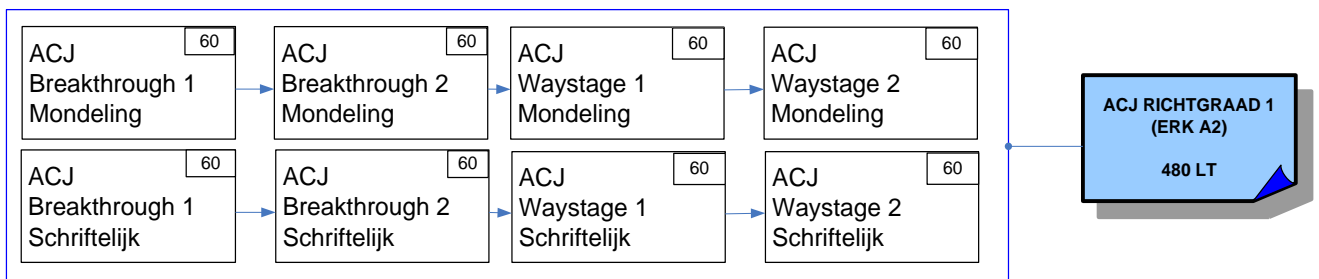 60
ACJ
Breakthrough 1
Mondeling
60
ACJ
Breakthrough 2
Mondeling
60
ACJ
Waystage 1
Mondeling
60
ACJ
Waystage 2
Mondeling
60
ACJ
Breakthrough 1
Schriftelijk
60
ACJ
Breakthrough 2
Schriftelijk
60
ACJ
Waystage 1
Schriftelijk
60
ACJ
Waystage 2
Schriftelijk
ACJ RICHTGRAAD 1
(ERK A2)
480 LT